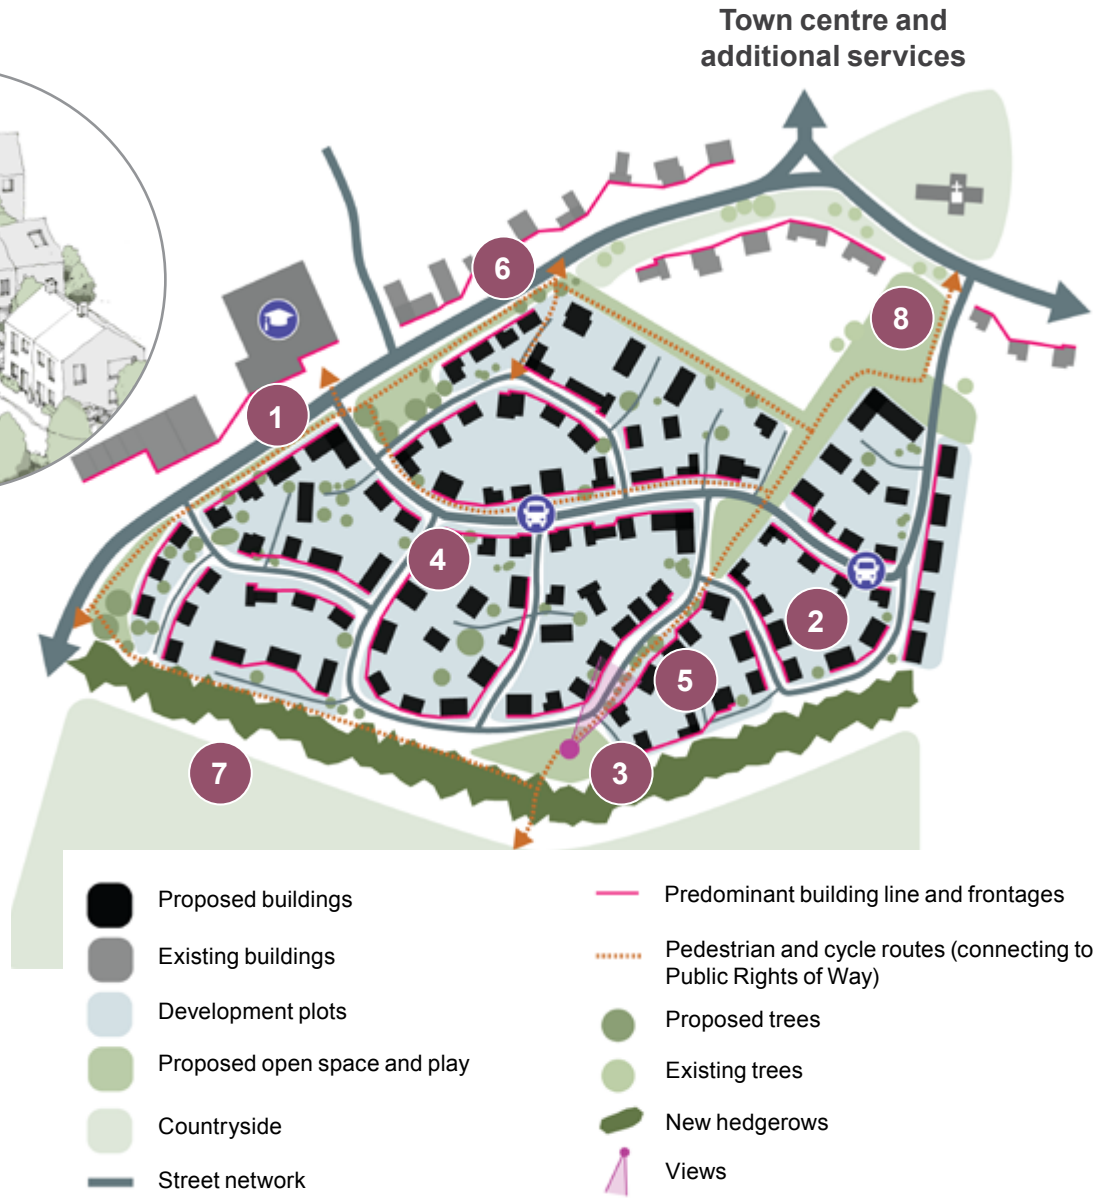 Town centre and
additional services
6
8
1
4
2
5
3
7
Proposed buildings
Existing buildings
Development plots
Proposed open space and play
Countryside
Street network
Predominant building line and frontages
Pedestrian and cycle routes (connecting to
Public Rights of Way)
Proposed trees
Existing trees
New hedgerows
Views